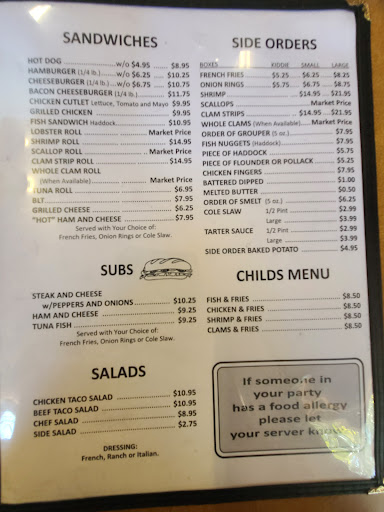 SANDWICHES
HOT DOG w/o $4.95 $8.95
HAMBURGER (1/4 lb.) w/o $6.25 $10.25
CHEESEBURGER (1/4 lb.) w/o $6.75 $10.75
BACON CHEESEBURGER (1/4 lb.) $11.75
CHICKEN CUTLET Lettuce, Tomato and Mayo $9.95
GRILLED CHICKEN $9.95
FISH SANDWICH Haddock $10.95
LOBSTER ROLL Market Price
SHRIMP ROLL $14.95
SCALLOP ROLL Market Price
CLAM STRIP ROLL $14.95
WHOLE CLAM ROLL
(When Available) Market Price
TUNA ROLL $6.95
BLT $7.95
GRILLED CHEESE $6.25
"HOT" HAM AND CHEESE $7.95
Served with Your Choice of:
French Fries, Onion Rings or Cole Slaw.
SUBS
STEAK AND CHEESE
w/PEPPERS AND ONIONS $10.25
HAM AND CHEESE $9.25
TUNA FISH $9.25
Served with Your Choice of:
French Fries, Onion Rings or Cole Slaw.
SALADS
CHICKEN TACO SALAD $10.95
BEEF TACO SALAD $10.95
CHEF SALAD $8.95
SIDE SALAD $2.75
DRESSING:
French, Ranch or Italian.
SIDE ORDERS
BOXES KIDDIE SMALL LARGE
FRENCH FRIES $5.25 $6.25 $8.25
ONION RINGS $5.75 $6.75 $8.75
SHRIMP $14.95 $21.95
SCALLOPS Market Price
CLAM STRIPS $14.95 $21.95
WHOLE CLAMS (When Available) Market Price
ORDER OF GROUPER (5 oz.) $7.95
FISH NUGGETS (Haddock) $7.95
PIECE OF HADDOCK $5.75
PIECE OF FLOUNDER OR POLLACK $5.25
CHICKEN FINGERS $7.95
BATTERED DIPPED $1.00
MELTED BUTTER $0.50
ORDER OF SMELT (5 oz.) $6.25
COLE SLAW 1/2 Pint $2.99
Large $3.99
TARTER SAUCE 1/2 Pint $2.99
Large $3.99
SIDE ORDER BAKED POTATO $4.95
CHILDS MENU
FISH & FRIES $8.50
CHICKEN & FRIES $8.50
SHRIMP & FRIES $8.50
CLAMS & FRIES $8.50
If someone in
your party
has a food allergy
please let
your server know